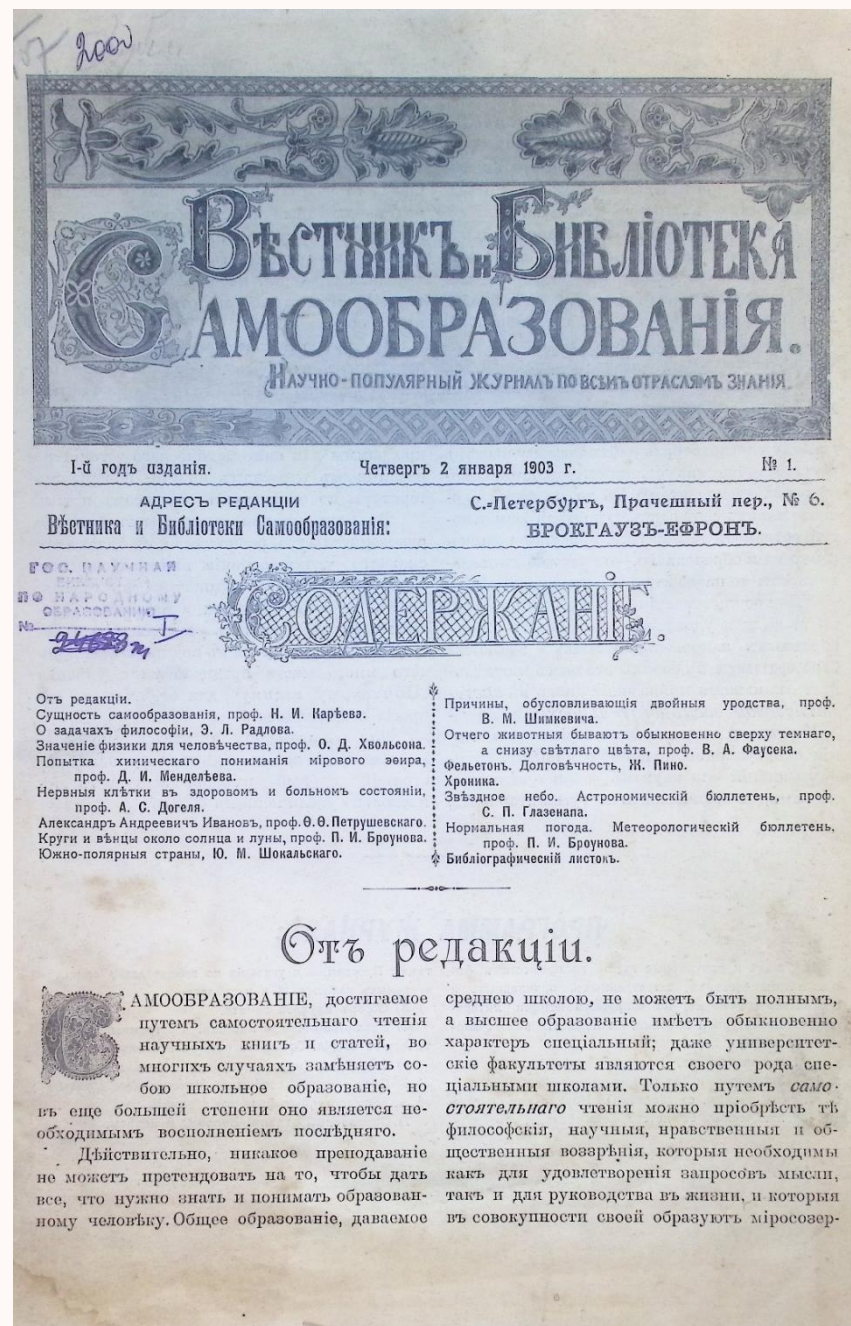 2000
Вѣстникъ и Библіотека
Самообразованія.
Научно-популярный журналъ по всѣмъ отраслямъ знанія.
I-й годъ изданія.
Четвергъ 2 января 1903 г.
№ 1.
АДРЕСЪ РЕДАКЦІИ
Вѣстника и Библіотеки Самообразованія:
С.=Петербургъ, Прачешный пер., № 6.
БРОКГАУЗЪ-ЕФРОНЪ.
ГОС. НАУЧНАЯ
ПО НАРОДНОМУ
ОБРАЗОВАНИЮ
№
I
Содержаніе.
Отъ редакціи.
Сущность самообразованія, проф. Н. И. Карѣева.
О задачахъ философіи, Э. Л. Радлова.
Значеніе физики для человѣчества, проф. О. Д. Хвольсона.
Попытка химическаго пониманія мірового эѳира,
проф. Д. И. Менделѣева.
Нервныя клѣтки въ здоровомъ и больномъ состояніи,
проф. А. С. Догеля.
Александръ Андреевичъ Ивановъ, проф. Ѳ. Ѳ. Петрушевскаго.
Круги и вѣнцы около солнца и луны, проф. П. И. Броунова.
Южно-полярныя страны, Ю. М. Шокальскаго.
Причины, обусловливающія двойныя уродства, проф.
В. М. Шимкевича.
Отчего животныя бываютъ обыкновенно сверху темнаго,
а снизу свѣтлаго цвѣта, проф. В. А. Фаусека.
Фельетонъ. Долговѣчность, Ж. Пино.
Хроника.
Звѣздное небо. Астрономическій бюллетень, проф.
С. П. Глазенапа.
Нормальная погода. Метеорологическій бюллетень,
проф. П. И. Броунова.
Библіографическій листокъ.
Отъ редакціи.
САМООБРАЗОВАНІЕ, достигаемое
путемъ самостоятельнаго чтенія
научныхъ книгъ и статей, во
многихъ случаяхъ замѣняетъ со-
бою школьное образованіе, но
въ еще большей степени оно является не-
обходимымъ восполненіемъ послѣдняго.
Дѣйствительно, никакое преподаваніе
не можетъ претендовать на то, чтобы дать
все, что нужно знать и понимать образован-
ному человѣку. Общее образованіе, даваемое
среднею школою, не можетъ быть полнымъ,
а высшее образованіе имѣетъ обыкновенно
характеръ спеціальный; даже университет-
скіе факультеты являются своего рода спе-
ціальными школами. Только путемъ само-
стоятельнаго чтенія можно пріобрѣсть тѣ
философскія, научныя, нравственныя и об-
щественныя воззрѣнія, которыя необходимы
какъ для удовлетворенія запросовъ мысли,
такъ и для руководства въ жизни, и которыя
въ совокупности своей образуютъ міросозер-